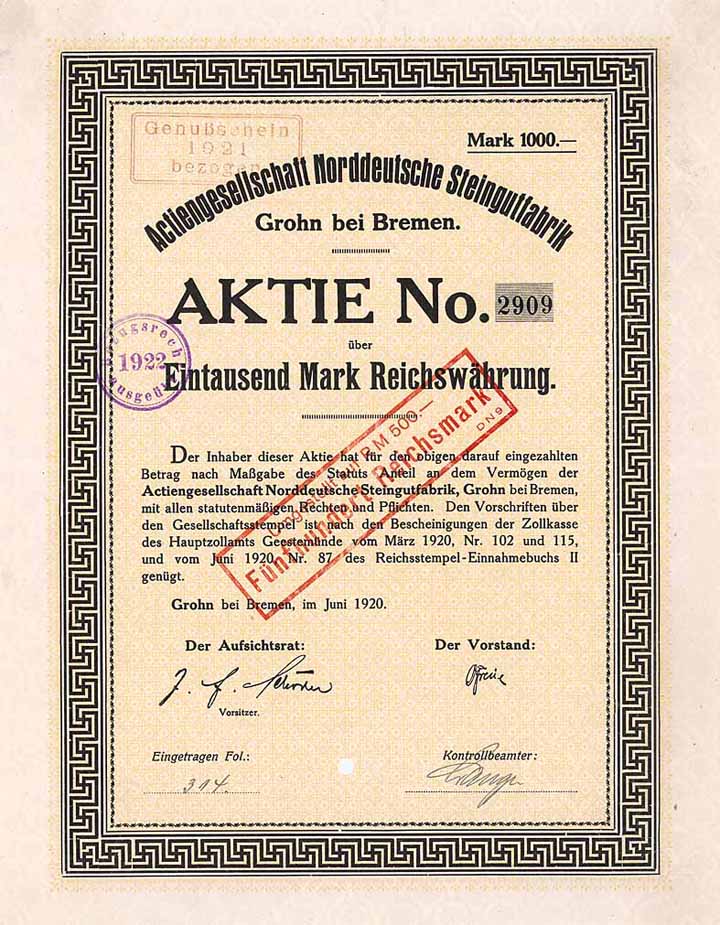 Genußschein
1921
bezogen
Mark 1000.—
Actiengesellschaft Norddeutsche Steingutfabrik
Grohn bei Bremen.
AKTIE No. 2909
über
1922
Eintausend Mark Reichswährung.
RM 500.—
Fünfhundert Reichsmark
DN9
Der Inhaber dieser Aktie hat für den obigen darauf eingezahlten
Betrag nach Maßgabe des Statuts Anteil an dem Vermögen der
Actiengesellschaft Norddeutsche Steingutfabrik, Grohn bei Bremen,
mit allen statutenmäßigen Rechten und Pflichten. Den Vorschriften über
den Gesellschaftsstempel ist nach den Bescheinigungen der Zollkasse
des Hauptzollamts Geestemünde vom März 1920, Nr. 102 und 115,
und vom Juni 1920, Nr. 87 des Reichsstempel-Einnahmebuchs II
genügt.
Grohn bei Bremen, im Juni 1920.
Der Aufsichtsrat:
Der Vorstand:
Vorsitzer.
Eingetragen Fol.:
314.
Kontrollbeamter: